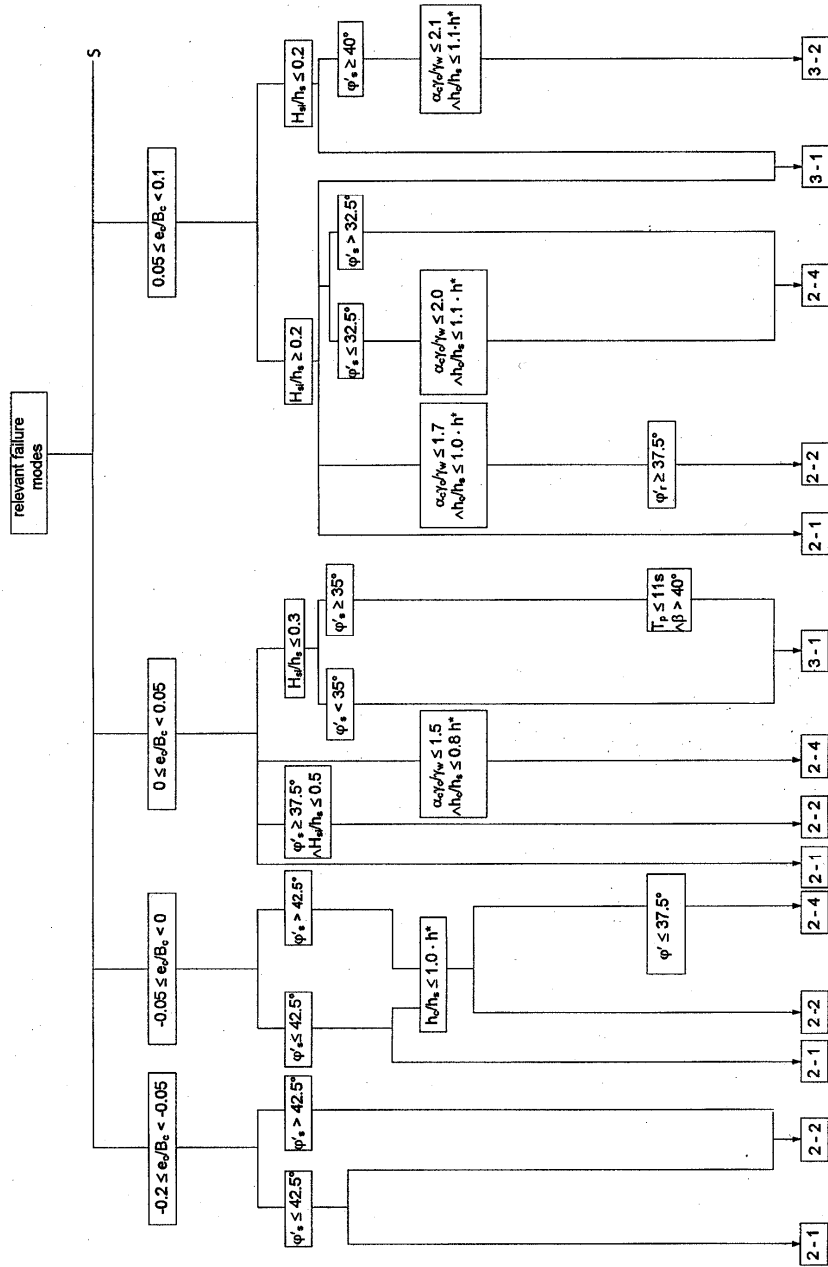 relevant failure
modes
S
-0.2 ≤ e_c/B_c < -0.05
-0.05 ≤ e_c/B_c < 0
0 ≤ e_c/B_c < 0.05
0.05 ≤ e_c/B_c < 0.1
φ'_s ≤ 42.5°
φ'_s > 42.5°
φ'_s ≤ 42.5°
φ'_s > 42.5°
φ'_s ≥ 37.5°
∧H_si/h_s ≤ 0.5
H_si/h_s ≤ 0.3
H_si/h_s ≥ 0.2
H_si/h_s ≤ 0.2
φ'_s < 35°
φ'_s ≥ 35°
φ'_s ≤ 32.5°
φ'_s > 32.5°
φ'_s ≥ 40°
h_c/h_s ≤ 1.0 · h*
α_cγ_c/γ_w ≤ 1.5
∧h_c/h_s ≤ 0.8 h*
α_cγ_c/γ_w ≤ 1.7
∧h_c/h_s ≤ 1.0 · h*
α_cγ_c/γ_w ≤ 2.0
∧h_c/h_s ≤ 1.1 · h*
α_cγ_c/γ_w ≤ 2.1
∧h_c/h_s ≤ 1.1·h*
φ' ≤ 37.5°
T_p ≤ 11s
∧β > 40°
φ'_r ≥ 37.5°
2 - 1
2 - 2
2 - 1
2 - 2
2 - 4
2 - 1
2 - 2
2 - 4
3 - 1
2 - 1
2 - 2
2 - 4
3 - 1
3 - 2